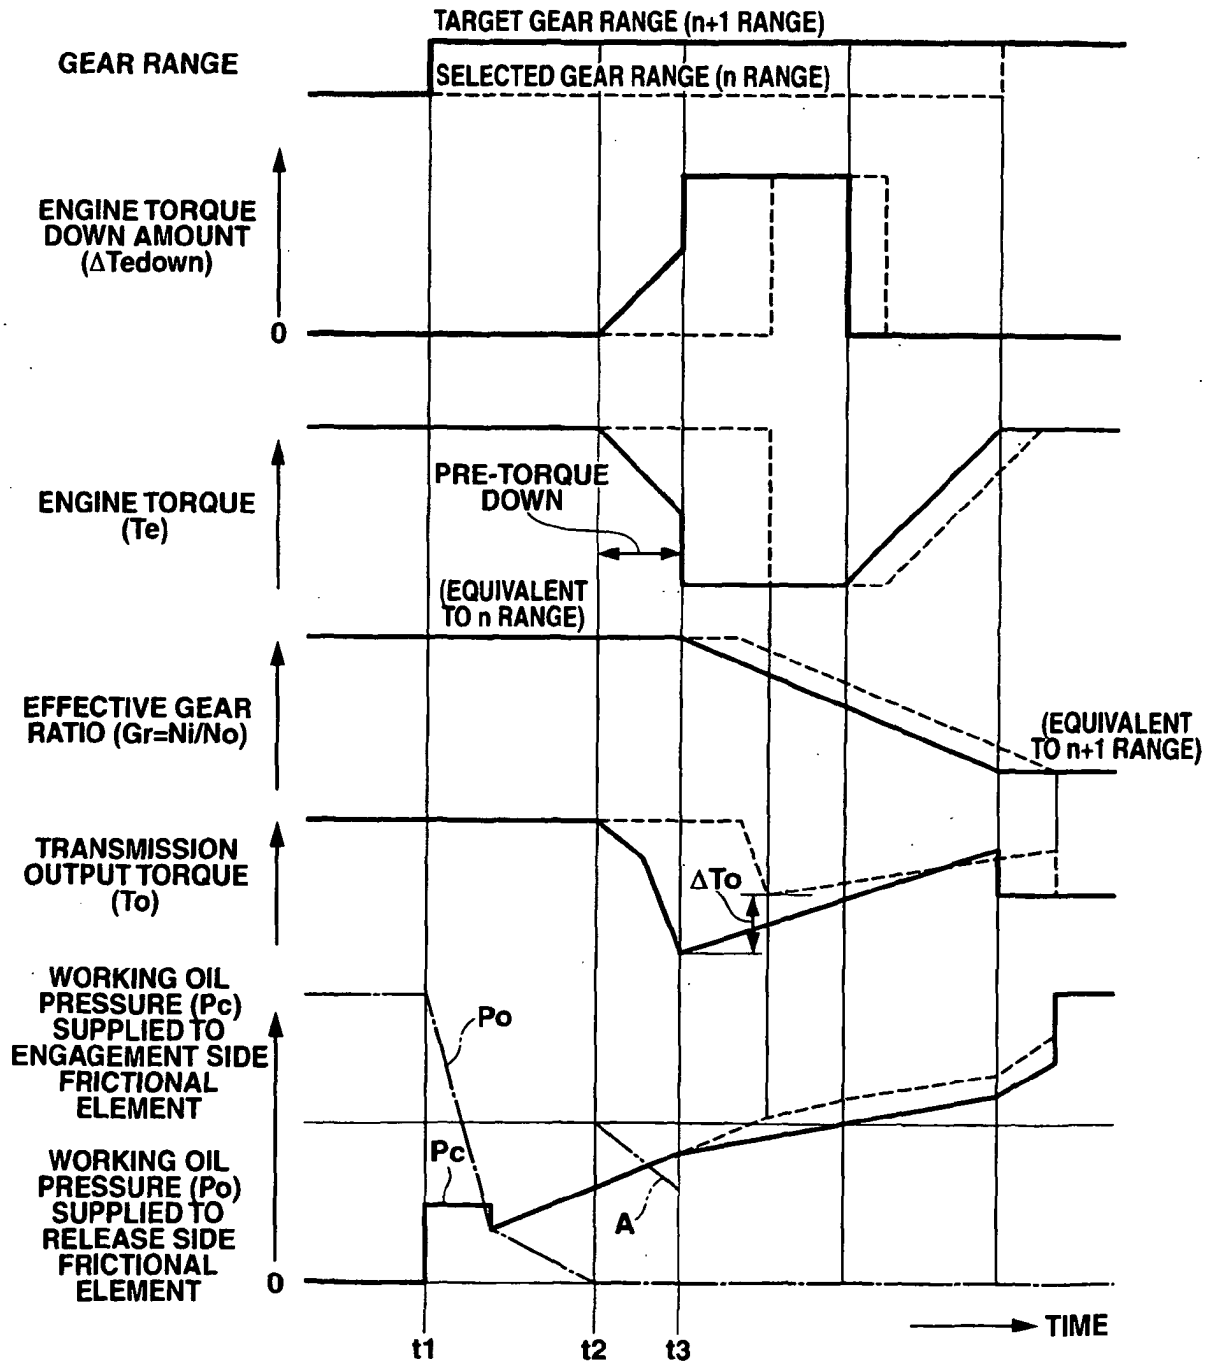 TARGET GEAR RANGE (n+1 RANGE)
GEAR RANGE
SELECTED GEAR RANGE (n RANGE)
ENGINE TORQUE
DOWN AMOUNT
(ΔTedown)
0
ENGINE TORQUE
(Te)
PRE-TORQUE
DOWN
(EQUIVALENT
TO n RANGE)
EFFECTIVE GEAR
RATIO (Gr=Ni/No)
(EQUIVALENT
TO n+1 RANGE)
TRANSMISSION
OUTPUT TORQUE
(To)
ΔTo
WORKING OIL
PRESSURE (Pc)
SUPPLIED TO
ENGAGEMENT SIDE
FRICTIONAL
ELEMENT
Po
Pc
A
WORKING OIL
PRESSURE (Po)
SUPPLIED TO
RELEASE SIDE
FRICTIONAL
ELEMENT
0
t1
t2
t3
TIME